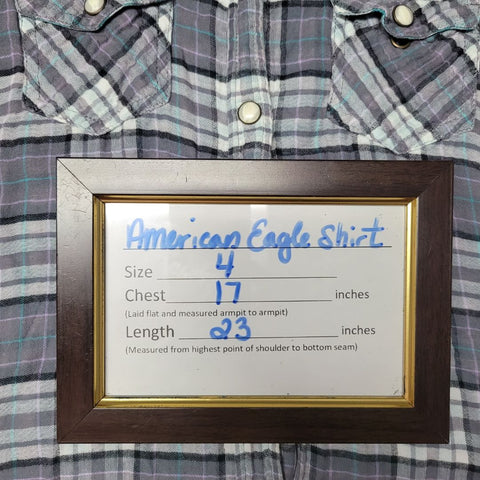 American Eagle Shirt
Size 4
Chest 17 inches
(Laid flat and measured armpit to armpit)
Length 23 inches
(Measured from highest point of shoulder to bottom seam)